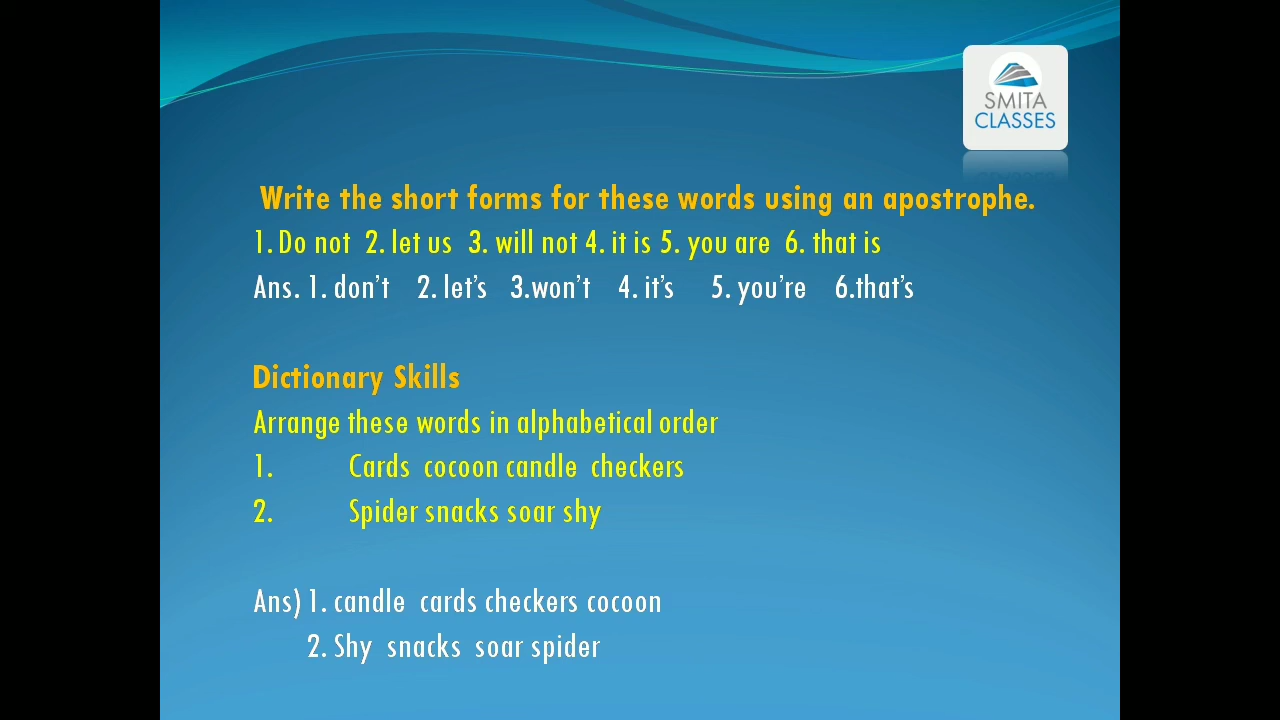 SMITA
CLASSES
Write the short forms for these words using an apostrophe.
1. Do not 2. let us 3. will not 4. it is 5. you are 6. that is
Ans. 1. don’t 2. let’s 3.won’t 4. it’s 5. you’re 6.that’s
Dictionary Skills
Arrange these words in alphabetical order
1. Cards cocoon candle checkers
2. Spider snacks soar shy
Ans) 1. candle cards checkers cocoon
2. Shy snacks soar spider